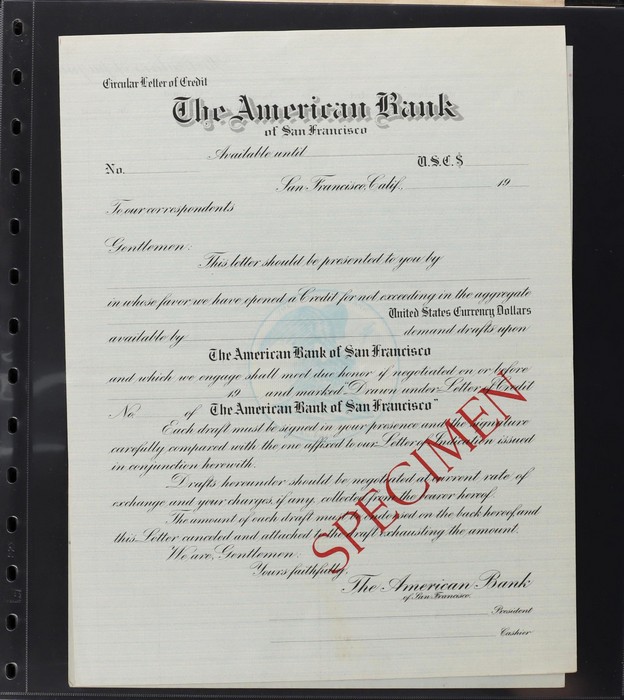 Circular Letter of Credit
The American Bank
of San Francisco
Available until
No. U.S.C.$
San Francisco, Calif., 19
To our correspondents
Gentlemen:
This letter should be presented to you by
in whose favor we have opened a Credit for not exceeding in the aggregate
United States Currency Dollars
available by demand drafts upon
The American Bank of San Francisco
and which we engage shall meet due honor if negotiated on or before
19 and marked "Drawn under Letter of Credit
No. of The American Bank of San Francisco"
Each draft must be signed in your presence and the signature
carefully compared with the one affixed to our Letter of Indication issued
in conjunction herewith.
Drafts hereunder should be negotiated at current rate of
exchange and your charges, if any, collected from the bearer hereof.
The amount of each draft must be endorsed on the back hereof and
this Letter canceled and attached to the draft exhausting the amount.
We are, Gentlemen:
Yours faithfully,
The American Bank
of San Francisco.
President
Cashier
SPECIMEN